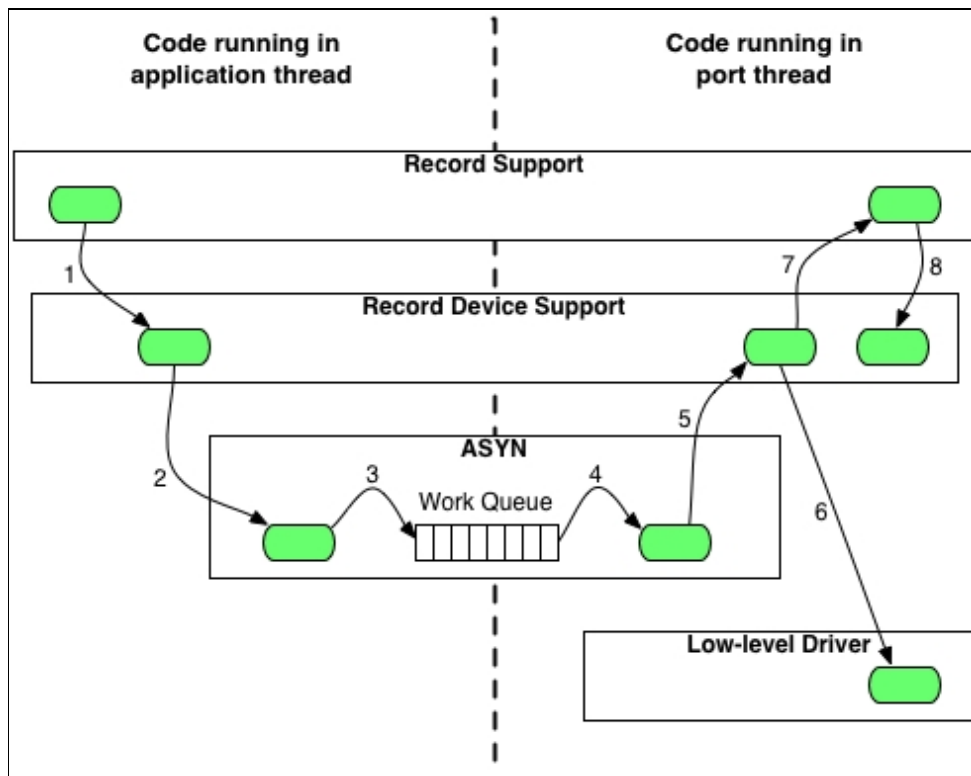 Code running in
application thread
Code running in
port thread
Record Support
1
7
8
Record Device Support
2
5
6
ASYN
3
4
Work Queue
Low-level Driver